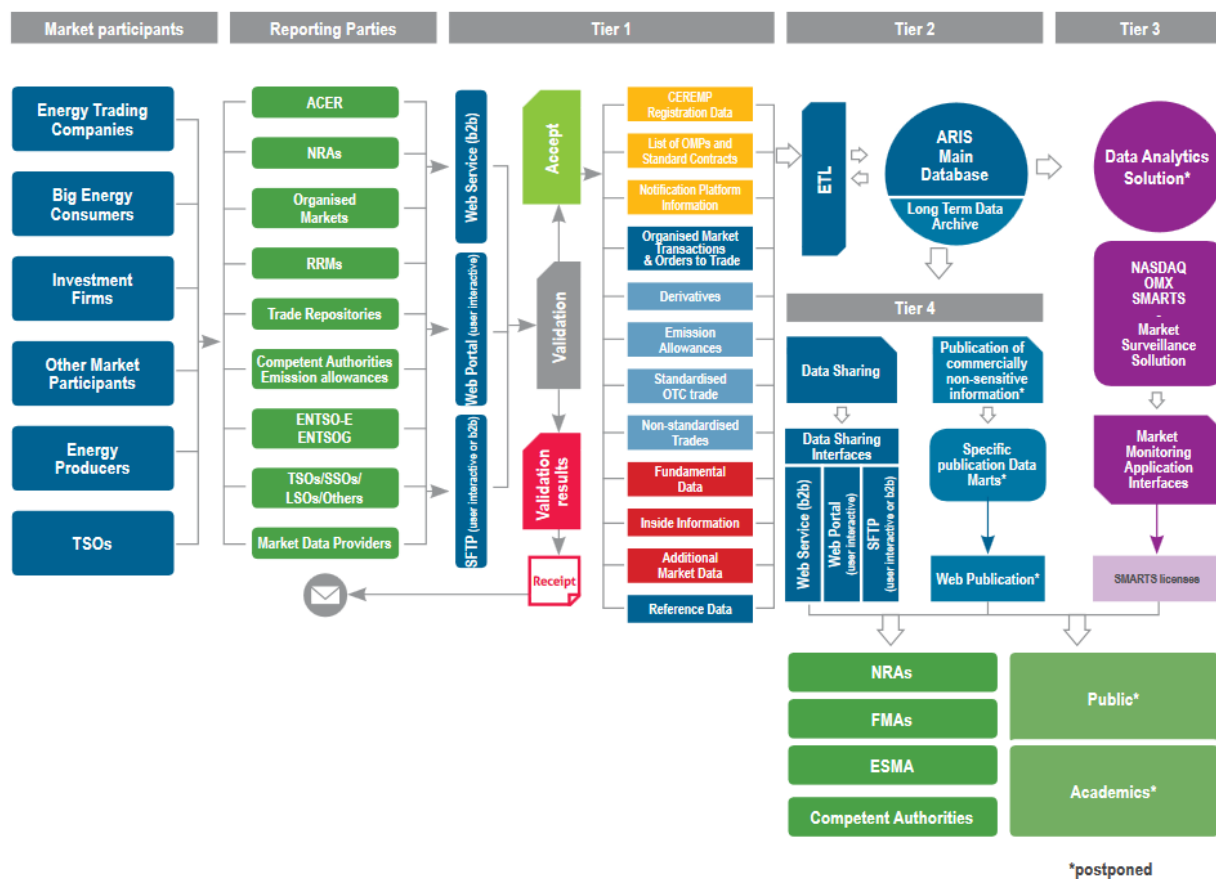 Market participants
Reporting Parties
Tier 1
Tier 2
Tier 3
Energy Trading
Companies
Big Energy
Consumers
Investment
Firms
Other Market
Participants
Energy
Producers
TSOs
ACER
NRAs
Organised
Markets
RRMs
Trade Repositories
Competent Authorities
Emission allowances
ENTSO-E
ENTSOG
TSOs/SSOs/
LSOs/Others
Market Data Providers
Web Service (b2b)
Web Portal (user interactive)
SFTP (user interactive or b2b)
Accept
Validation
Validation
results
Receipt
CEREMP
Registration Data
List of OMPs and
Standard Contracts
Notification Platform
Information
Organised Market
Transactions
& Orders to Trade
Derivatives
Emission
Allowances
Standardised
OTC trade
Non-standardised
Trades
Fundamental
Data
Inside Information
Additional
Market Data
Reference Data
ETL
ARIS
Main
Database
Long Term Data
Archive
Tier 4
Data Sharing
Publication of
commercially
non-sensitive
information*
Data Sharing
Interfaces
Web Service (b2b)
Web Portal
(user interactive)
SFTP
(user interactive or b2b)
Specific
publication Data
Marts*
Web Publication*
Data Analytics
Solution*
NASDAQ
OMX
SMARTS
-
Market
Surveillance
Sollution
Market
Monitoring
Application
Interfaces
SMARTS licenses
NRAs
FMAs
ESMA
Competent Authorities
Public*
Academics*
*postponed